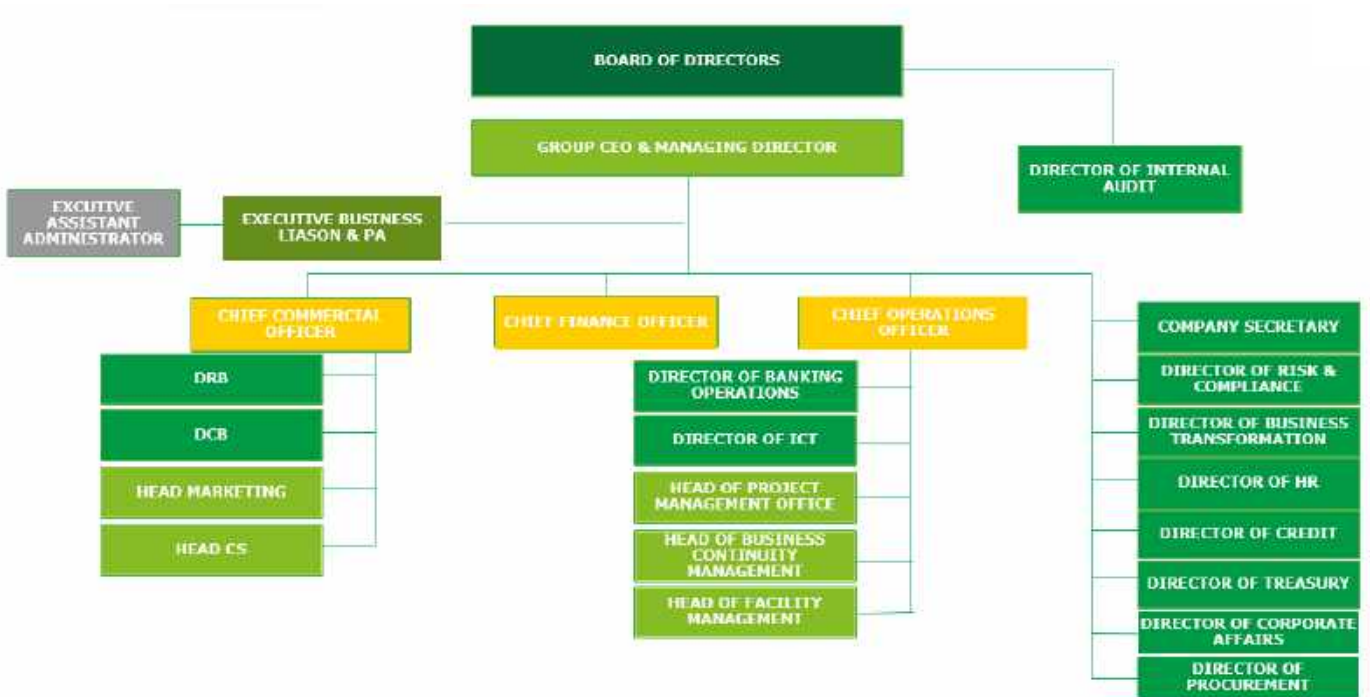 BOARD OF DIRECTORS
GROUP CEO & MANAGING DIRECTOR
DIRECTOR OF INTERNAL
AUDIT
EXCUTIVE
ASSISTANT
ADMINISTRATOR
EXECUTIVE BUSINESS
LIASON & PA
CHIEF COMMERCIAL
OFFICER
CHIEF FINANCE OFFICER
CHIEF OPERATIONS
OFFICER
DRB
DCB
HEAD MARKETING
HEAD CS
DIRECTOR OF BANKING
OPERATIONS
DIRECTOR OF ICT
HEAD OF PROJECT
MANAGEMENT OFFICE
HEAD OF BUSINESS
CONTINUITY
MANAGEMENT
HEAD OF FACILITY
MANAGEMENT
COMPANY SECRETARY
DIRECTOR OF RISK &
COMPLIANCE
DIRECTOR OF BUSINESS
TRANSFORMATION
DIRECTOR OF HR
DIRECTOR OF CREDIT
DIRECTOR OF TREASURY
DIRECTOR OF CORPORATE
AFFAIRS
DIRECTOR OF
PROCUREMENT